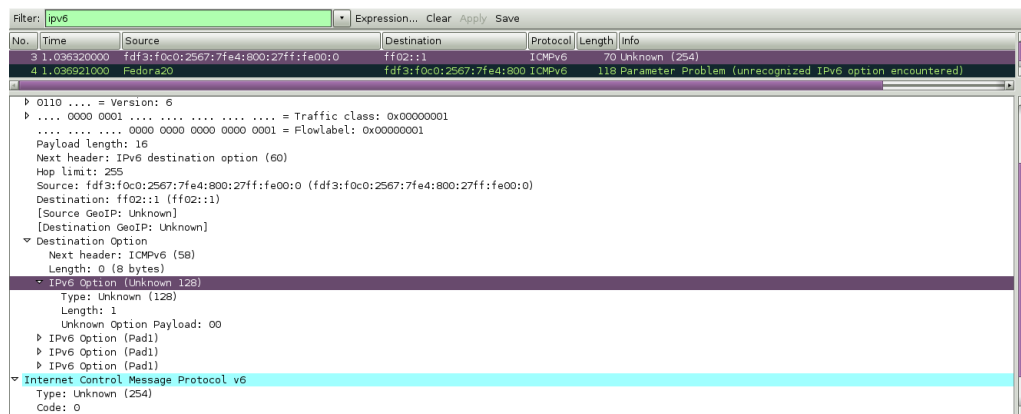 Filter: ipv6 Expression... Clear Apply Save
No. Time Source Destination Protocol Length Info
3 1.036320000 fdf3:f0c0:2567:7fe4:800:27ff:fe00:0 ff02::1 ICMPv6 70 Unknown (254)
4 1.036921000 Fedora20 fdf3:f0c0:2567:7fe4:800 ICMPv6 118 Parameter Problem (unrecognized IPv6 option encountered)
0110 .... = Version: 6
.... 0000 0001 .... .... .... .... .... = Traffic class: 0x00000001
.... .... .... 0000 0000 0000 0000 0001 = Flowlabel: 0x00000001
Payload length: 16
Next header: IPv6 destination option (60)
Hop limit: 255
Source: fdf3:f0c0:2567:7fe4:800:27ff:fe00:0 (fdf3:f0c0:2567:7fe4:800:27ff:fe00:0)
Destination: ff02::1 (ff02::1)
[Source GeoIP: Unknown]
[Destination GeoIP: Unknown]
Destination Option
Next header: ICMPv6 (58)
Length: 0 (8 bytes)
IPv6 Option (Unknown 128)
Type: Unknown (128)
Length: 1
Unknown Option Payload: 00
IPv6 Option (Pad1)
IPv6 Option (Pad1)
IPv6 Option (Pad1)
Internet Control Message Protocol v6
Type: Unknown (254)
Code: 0